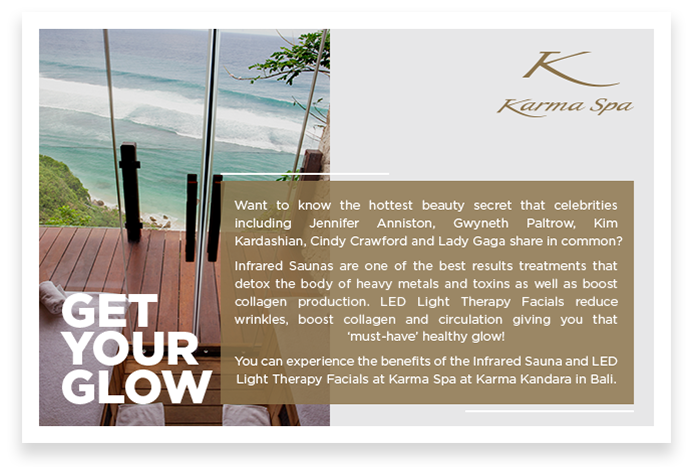 K
Karma Spa
Want to know the hottest beauty secret that celebrities
including Jennifer Anniston, Gwyneth Paltrow, Kim
Kardashian, Cindy Crawford and Lady Gaga share in common?
Infrared Saunas are one of the best results treatments that
detox the body of heavy metals and toxins as well as boost
collagen production. LED Light Therapy Facials reduce
wrinkles, boost collagen and circulation giving you that
‘must-have’ healthy glow!
You can experience the benefits of the Infrared Sauna and LED
Light Therapy Facials at Karma Spa at Karma Kandara in Bali.
GET
YOUR
GLOW